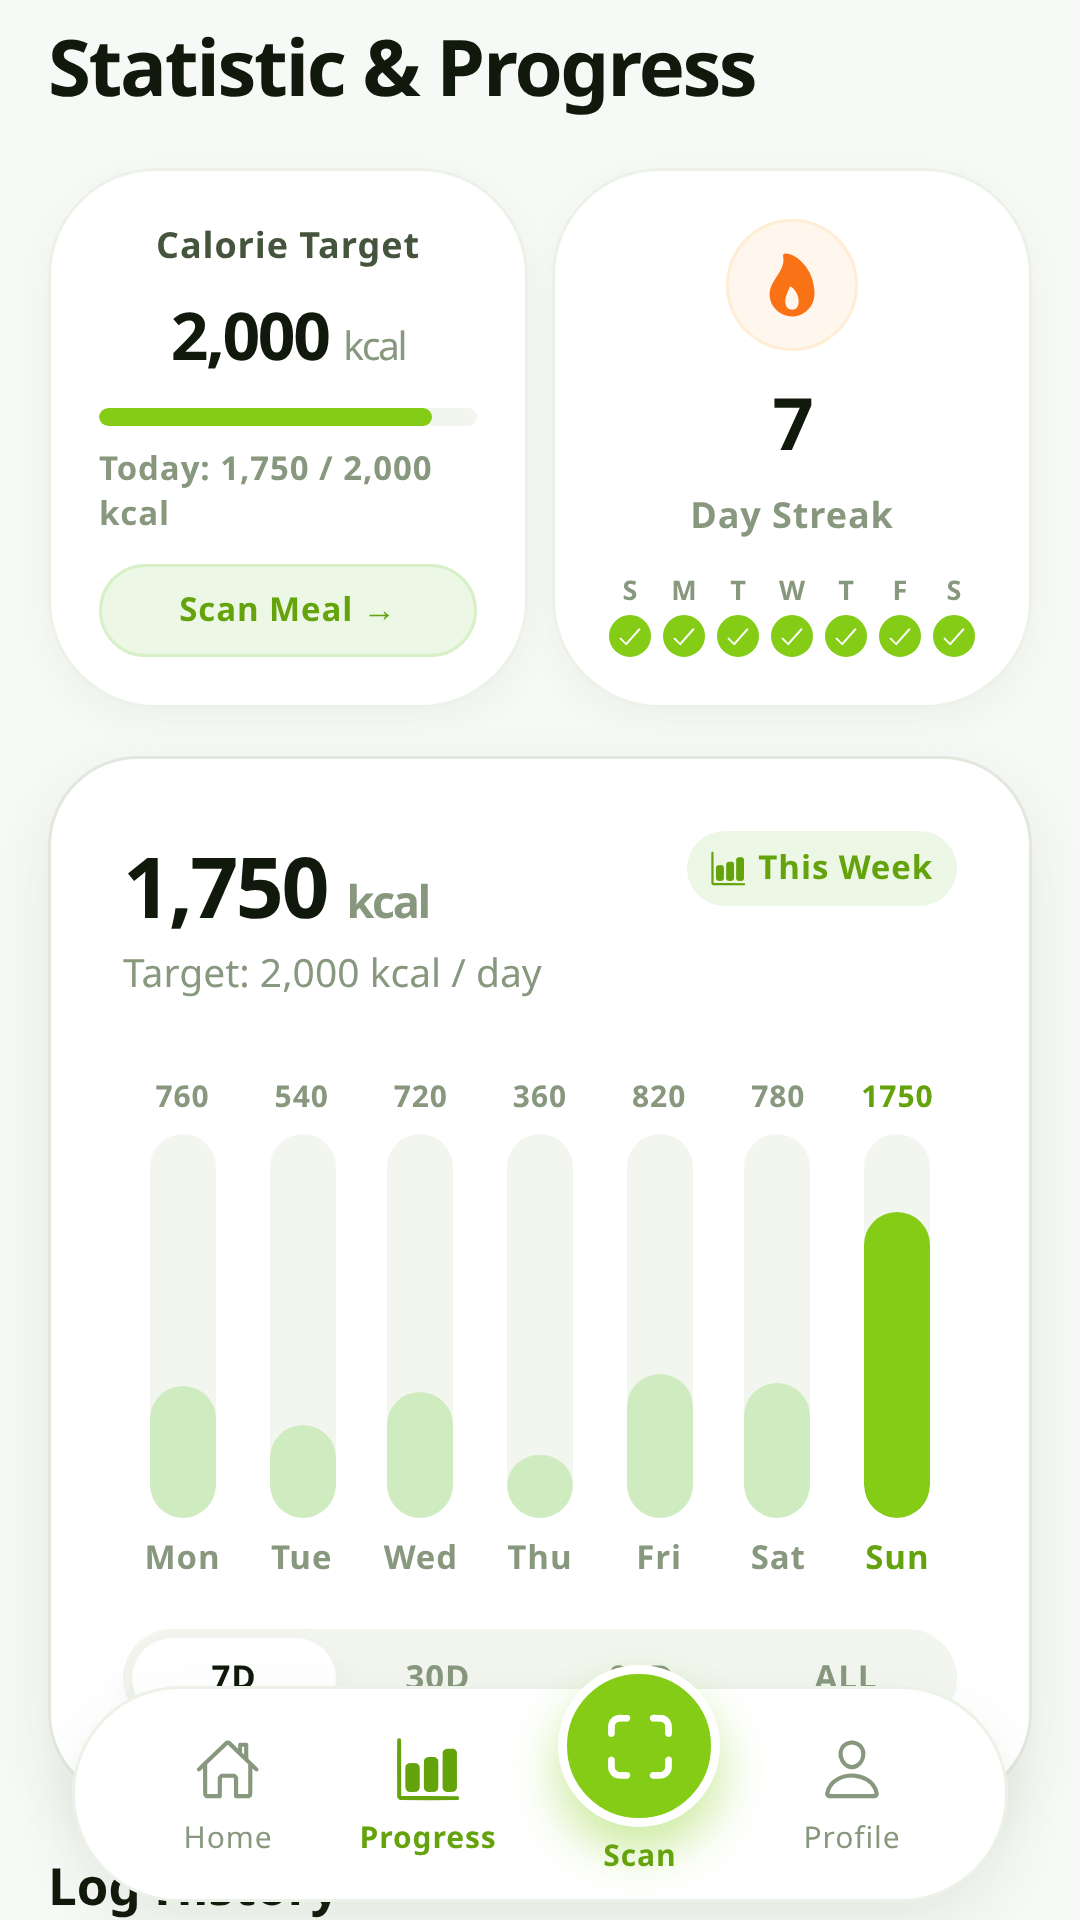 Statistic & Progress
Calorie Target
2,000 kcal
Today: 1,750 / 2,000
kcal
Scan Meal →
7
Day Streak
S M T W T F S
1,750 kcal
This Week
Target: 2,000 kcal / day
760 540 720 360 820 780 1750
Mon Tue Wed Thu Fri Sat Sun
7D 30D ALL
Home Progress Scan Profile
Log History